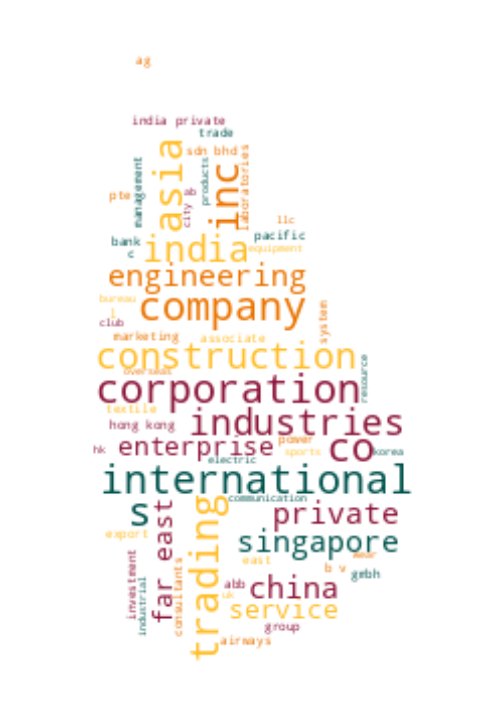 ag
india private
trade
asia
sdn bhd
management
products
inc
laboratories
pte
city
ab
llc
bank
pacific
c
india
equipment
engineering
bureau
l
company
system
club
marketing
associate
construction
overseas
resource
corporation
textile
industries
hong kong
power
hk
enterprise
sports
co
korea
electric
international
communication
s
far east
trading
private
export
singapore
wear
east
b v
gmbh
investment
industrial
consultants
abb
china
uk
service
group
airways